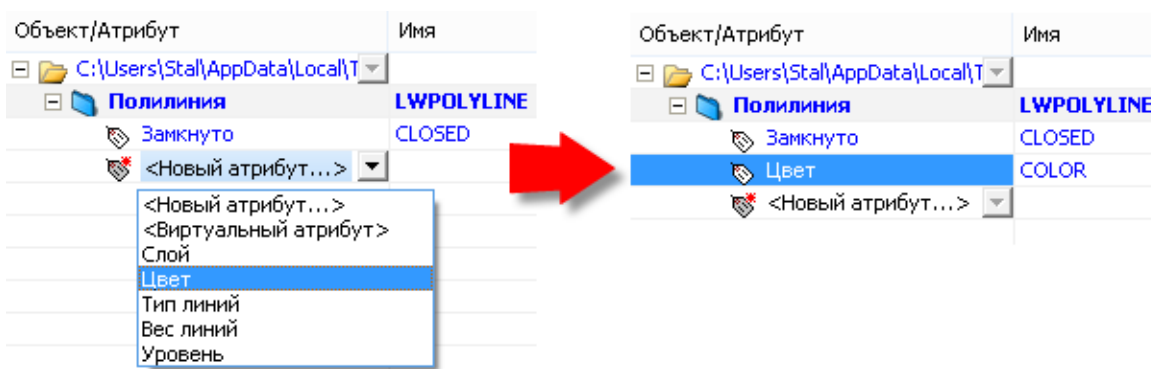 Объект/Атрибут Имя
C:\Users\Stal\AppData\Local\T
Полилиния LWPOLYLINE
Замкнуто CLOSED
<Новый атрибут...>
<Новый атрибут...>
<Виртуальный атрибут>
Слой
Цвет
Тип линий
Вес линий
Уровень
Объект/Атрибут Имя
C:\Users\Stal\AppData\Local\T
Полилиния LWPOLYLINE
Замкнуто CLOSED
Цвет COLOR
<Новый атрибут...>